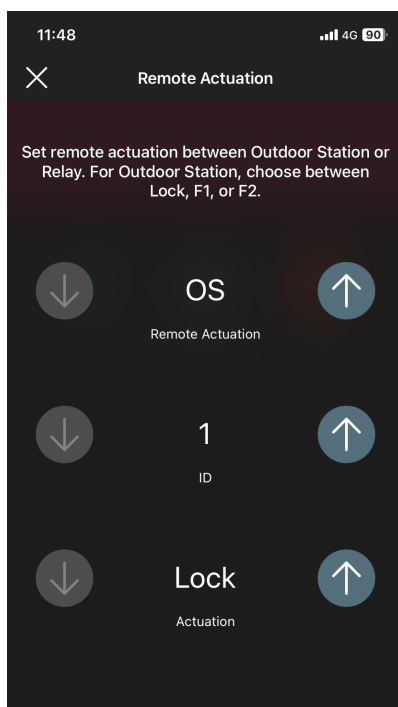 11:48
4G 90
Remote Actuation
Set remote actuation between Outdoor Station or
Relay. For Outdoor Station, choose between
Lock, F1, or F2.
OS
Remote Actuation
1
ID
Lock
Actuation